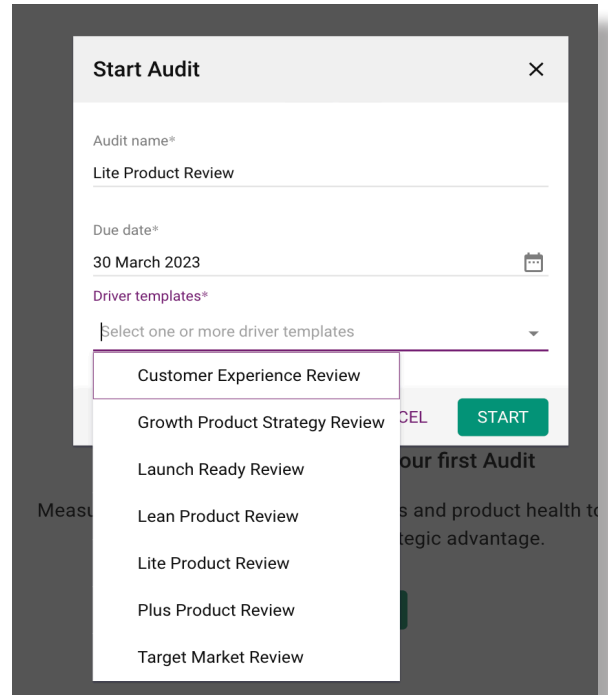 Start Audit
Audit name*
Lite Product Review
Due date*
30 March 2023
Driver templates*
Select one or more driver templates
Customer Experience Review
CEL START
Growth Product Strategy Review
our first Audit
Launch Ready Review
Meas s and product health to
Lean Product Review
tegic advantage.
Lite Product Review
Plus Product Review
Target Market Review